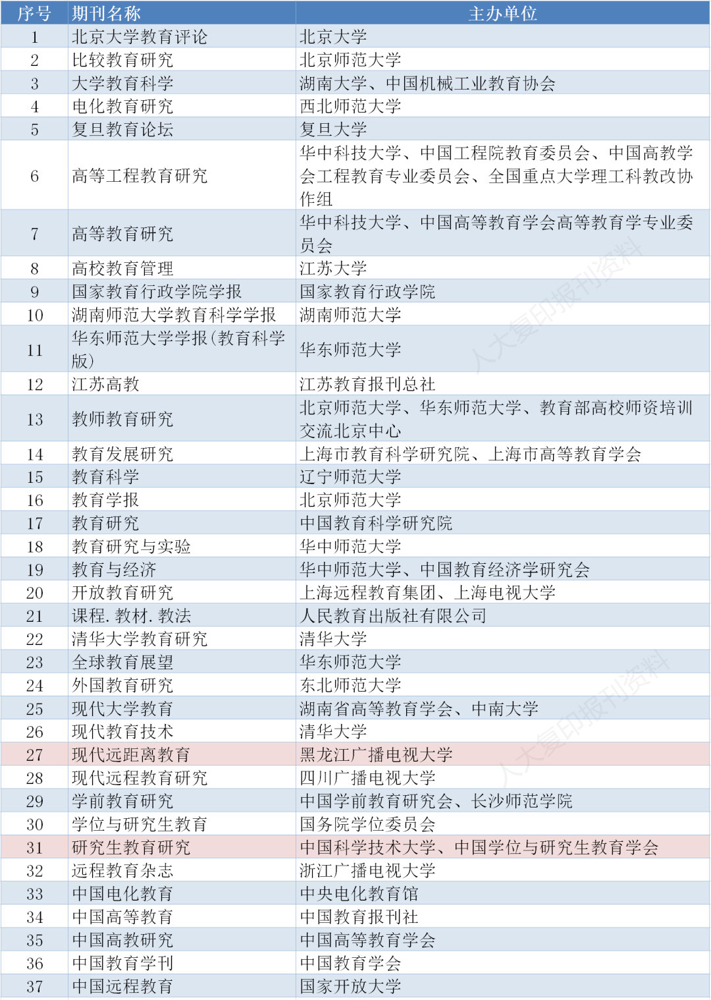 序号 期刊名称 主办单位
1 北京大学教育评论 北京大学
2 比较教育研究 北京师范大学
3 大学教育科学 湖南大学、中国机械工业教育协会
4 电化教育研究 西北师范大学
5 复旦教育论坛 复旦大学
6 高等工程教育研究 华中科技大学、中国工程院教育委员会、中国高教学
会工程教育专业委员会、全国重点大学理工科教改协
作组
7 高等教育研究 华中科技大学、中国高等教育学会高等教育学专业委
员会
8 高校教育管理 江苏大学
9 国家教育行政学院学报 国家教育行政学院
10 湖南师范大学教育科学学报 湖南师范大学
11 华东师范大学学报(教育科学
版) 华东师范大学
12 江苏高教 江苏教育报刊总社
13 教师教育研究 北京师范大学、华东师范大学、教育部高校师资培训
交流北京中心
14 教育发展研究 上海市教育科学研究院、上海市高等教育学会
15 教育科学 辽宁师范大学
16 教育学报 北京师范大学
17 教育研究 中国教育科学研究院
18 教育研究与实验 华中师范大学
19 教育与经济 华中师范大学、中国教育经济学研究会
20 开放教育研究 上海远程教育集团、上海电视大学
21 课程.教材.教法 人民教育出版社有限公司
22 清华大学教育研究 清华大学
23 全球教育展望 华东师范大学
24 外国教育研究 东北师范大学
25 现代大学教育 湖南省高等教育学会、中南大学
26 现代教育技术 清华大学
27 现代远距离教育 黑龙江广播电视大学
28 现代远程教育研究 四川广播电视大学
29 学前教育研究 中国学前教育研究会、长沙师范学院
30 学位与研究生教育 国务院学位委员会
31 研究生教育研究 中国科学技术大学、中国学位与研究生教育学会
32 远程教育杂志 浙江广播电视大学
33 中国电化教育 中央电化教育馆
34 中国高等教育 中国教育报刊社
35 中国高教研究 中国高等教育学会
36 中国教育学刊 中国教育学会
37 中国远程教育 国家开放大学
人大复印报刊资料
人大复印报刊资料